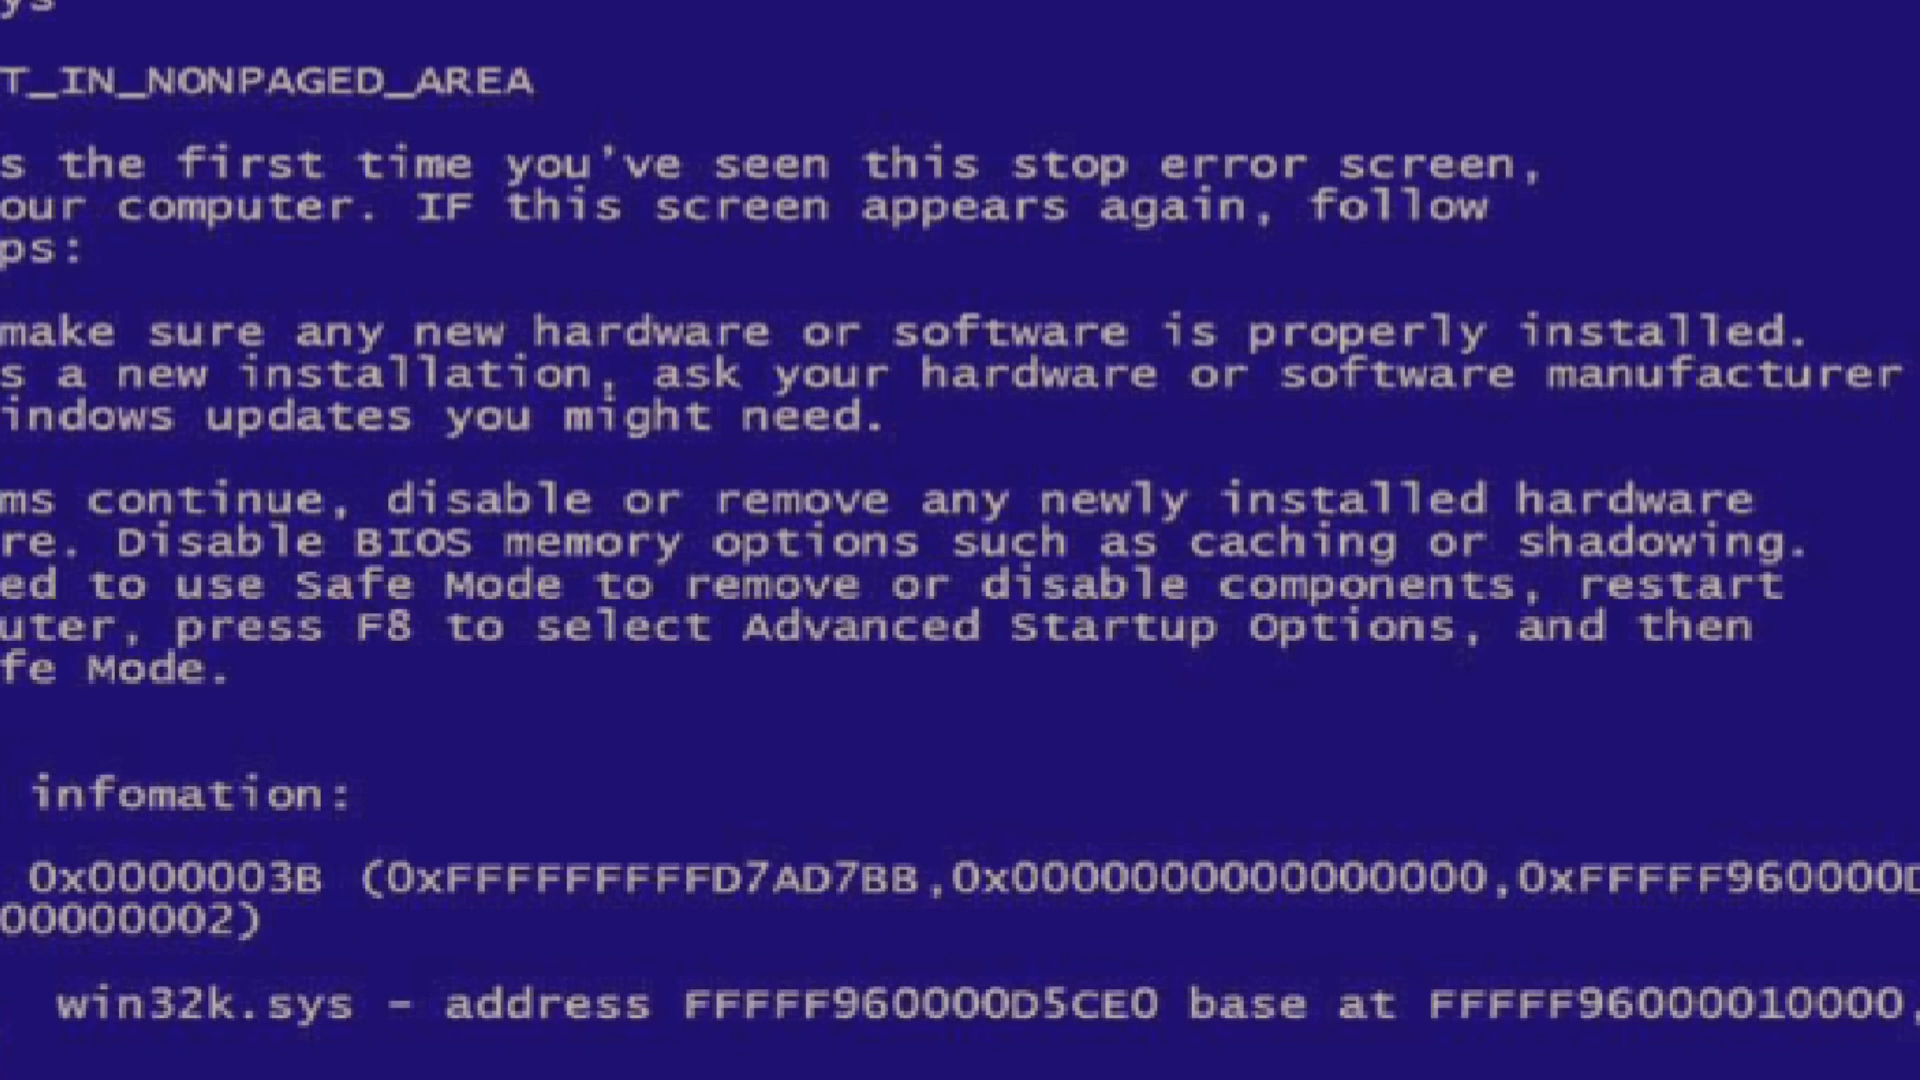 ys
T_IN_NONPAGED_AREA
s the first time you've seen this stop error screen,
our computer. IF this screen appears again, follow
ps:
make sure any new hardware or software is properly installed.
s a new installation, ask your hardware or software manufacturer
indows updates you might need.
ms continue, disable or remove any newly installed hardware
re. Disable BIOS memory options such as caching or shadowing.
ed to use Safe Mode to remove or disable components, restart
uter, press F8 to select Advanced Startup Options, and then
fe Mode.
infomation:
0x0000003B (0xFFFFFFFFFD7AD7BB,0x0000000000000000,0xFFFFF960000D
00000002)
win32k.sys - address FFFFF960000D5CE0 base at FFFFF96000010000,